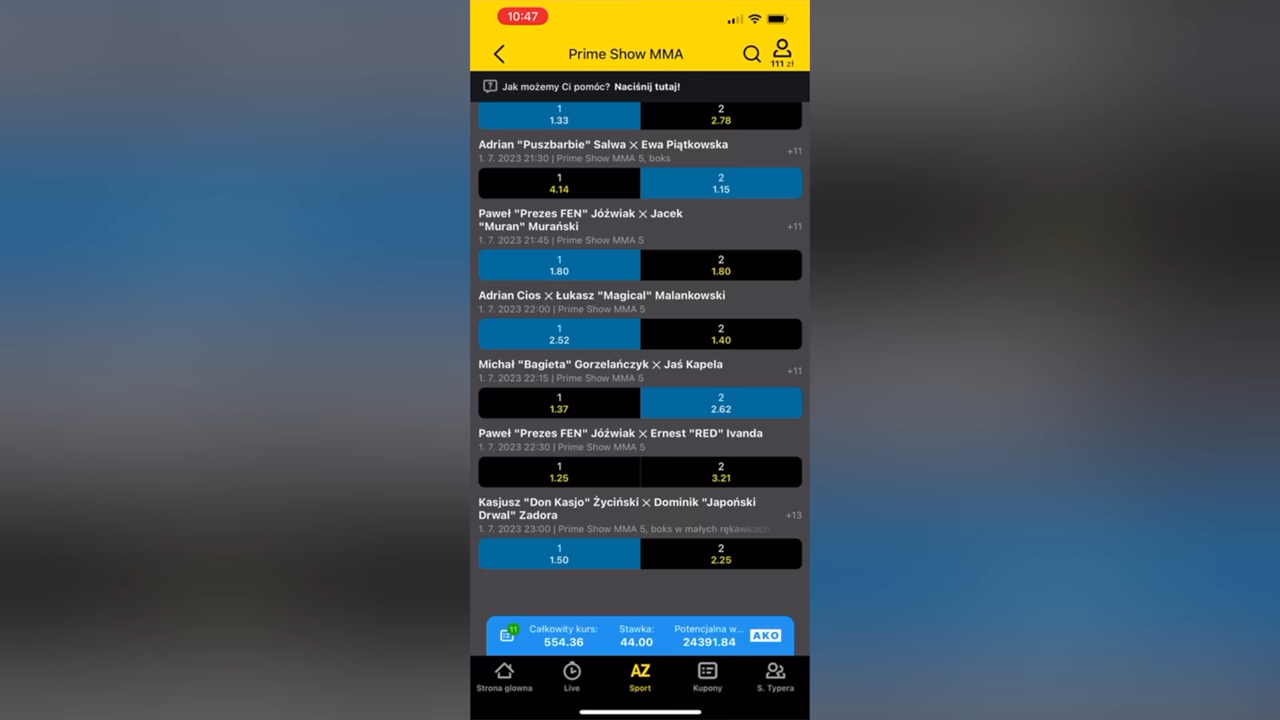 10:47
Prime Show MMA
111 zł
Jak możemy Ci pomóc? Naciśnij tutaj!
1 2
1.33 2.78
Adrian "Puszbarbie" Salwa X Ewa Piątkowska
+11
1. 7. 2023 21:30 | Prime Show MMA 5, boks
1 2
4.14 1.15
Paweł "Prezes FEN" Jóźwiak X Jacek
"Muran" Murański
+11
1. 7. 2023 21:45 | Prime Show MMA 5
1 2
1.80 1.80
Adrian Cios X Łukasz "Magical" Malankowski
1. 7. 2023 22:00 | Prime Show MMA 5
1 2
2.52 1.40
Michał "Bagieta" Gorzelańczyk X Jaś Kapela
+11
1. 7. 2023 22:15 | Prime Show MMA 5
1 2
1.37 2.62
Paweł "Prezes FEN" Jóźwiak X Ernest "RED" Ivanda
1. 7. 2023 22:30 | Prime Show MMA 5
1 2
1.25 3.21
Kasjusz "Don Kasjo" Życiński X Dominik "Japoński
Drwal" Zadora
+13
1. 7. 2023 23:00 | Prime Show MMA 5, boks w małych rękawicach
1 2
1.50 2.25
11
Całkowity kurs: Stawka: Potencjalna w...
554.36 44.00 24391.84 AKO
AZ
Strona glowna Live Sport Kupony S. Typera